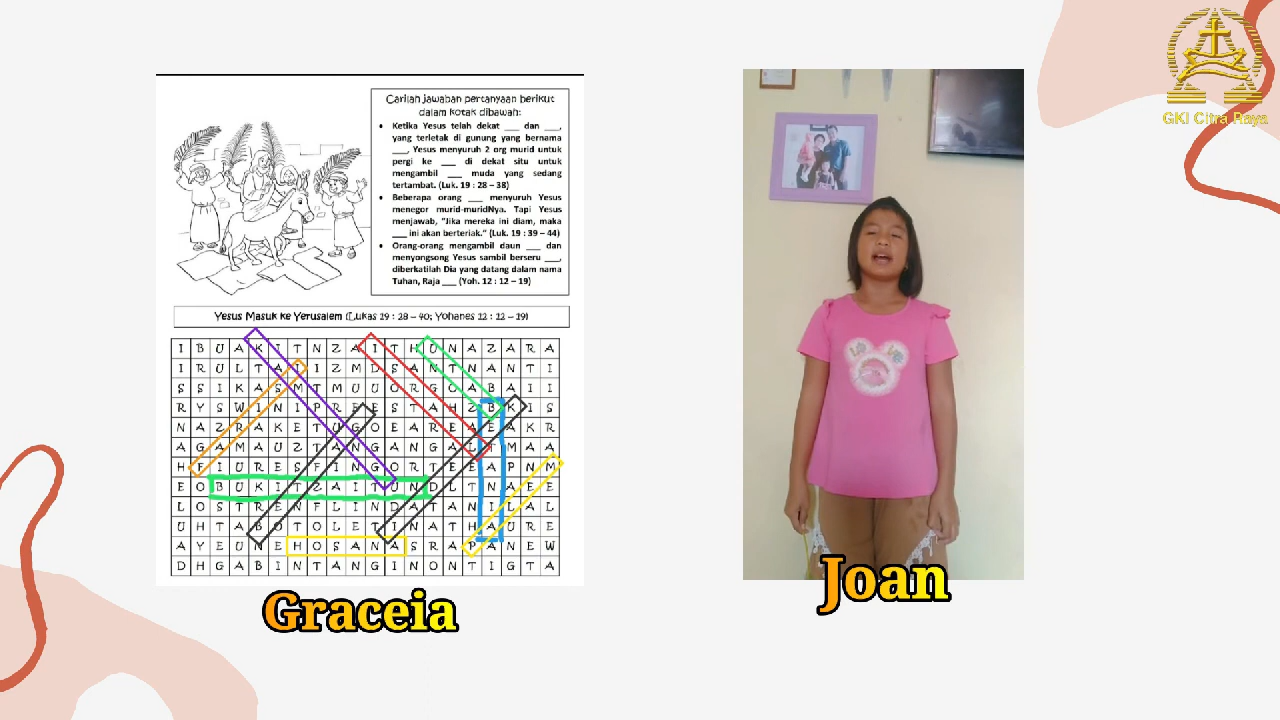 GKI Citra Raya
Carilah jawaban pertanyaan berikut
dalam kotak dibawah:
• Ketika Yesus telah dekat ___ dan ___,
yang terletak di gunung yang bernama
___, Yesus menyuruh 2 org murid untuk
pergi ke ___ di dekat situ untuk
mengambil ___ muda yang sedang
tertambat. (Luk. 19 : 28 – 38)
• Beberapa orang ___ menyuruh Yesus
menegor murid-muridNya. Tapi Yesus
menjawab, "Jika mereka ini diam, maka
___ ini akan berteriak." (Luk. 19 : 39 – 44)
• Orang-orang mengambil daun ___ dan
menyongsong Yesus sambil berseru ___,
diberkatilah Dia yang datang dalam nama
Tuhan, Raja ___ (Yoh. 12 : 12 – 19)
Yesus Masuk ke Yerusalem (Lukas 19 : 28 – 40; Yohanes 12 : 12 – 19)
I B U A K I T N Z A I T H U N A Z A R A
I R U L T A I I Z M D S A N T N A N T I
S S I K A S M T M U U O R G O A B A I I
R Y S W I N I P R E E S T A H Z B K I S
N A Z R A K E T U G O E A R E A A K R
A G A M A U Z T A N G A N G A L T M A A
H F I U R E S F I N G O R T E E A P N M
E O B U K I T Z A I T U N D L T N A E E
L O S T R E N F L I N D A T A N I L A L
U H T A B O T O L E T I N A T H A U R E
A Y E U N E H O S A N A S R A P A N E W
D H G A B I N T A N G I N O N T I G T A
Graceia
Joan